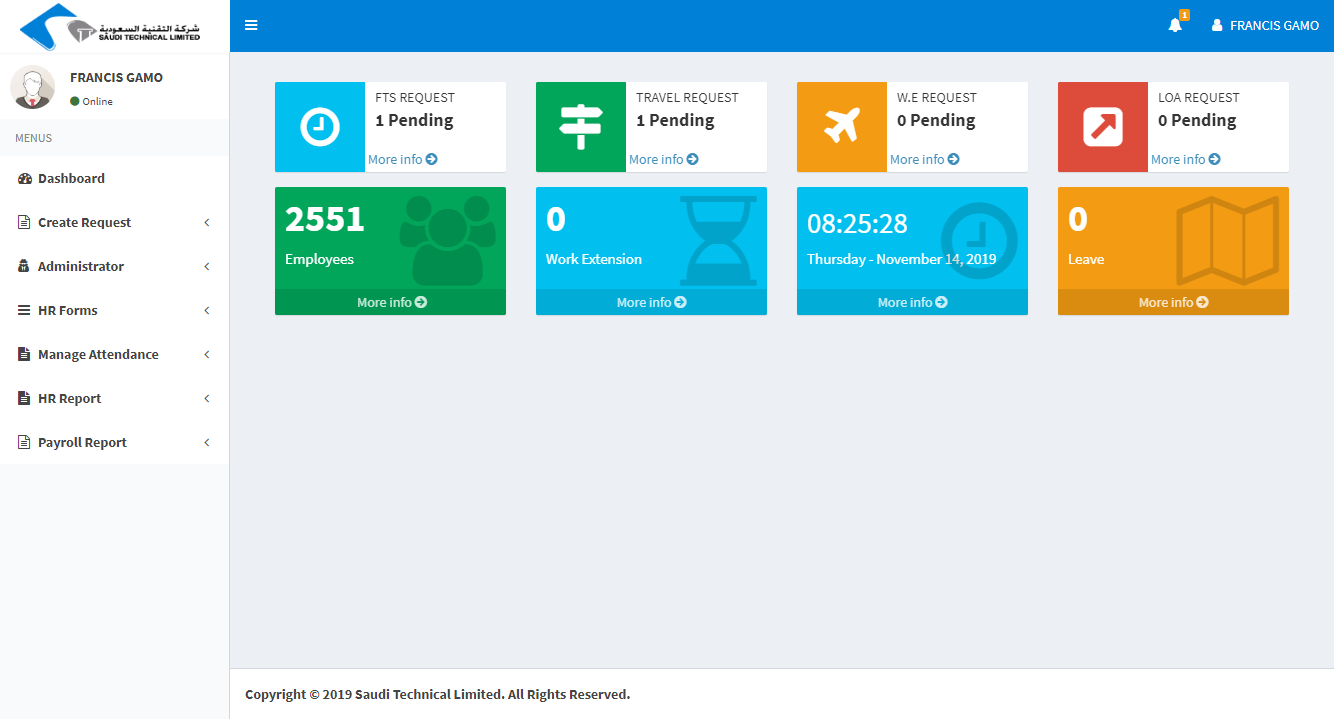 شركة التقنية السعودية
SAUDI TECHNICAL LIMITED
1
FRANCIS GAMO
FRANCIS GAMO
Online
MENUS
Dashboard
Create Request
Administrator
HR Forms
Manage Attendance
HR Report
Payroll Report
FTS REQUEST
1 Pending
More info
TRAVEL REQUEST
1 Pending
More info
W.E REQUEST
0 Pending
More info
LOA REQUEST
0 Pending
More info
2551
Employees
More info
0
Work Extension
More info
08:25:28
Thursday - November 14, 2019
More info
0
Leave
More info
Copyright © 2019 Saudi Technical Limited. All Rights Reserved.